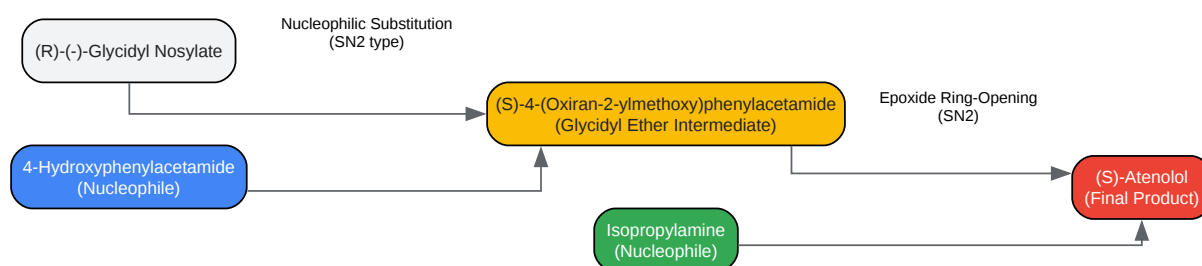 Nucleophilic Substitution
(SN2 type)
(R)-(-)-Glycidyl Nosylate
(S)-4-(Oxiran-2-ylmethoxy)phenylacetamide
(Glycidyl Ether Intermediate)
Epoxide Ring-Opening
(SN2)
4-Hydroxyphenylacetamide
(Nucleophile)
(S)-Atenolol
(Final Product)
Isopropylamine
(Nucleophile)